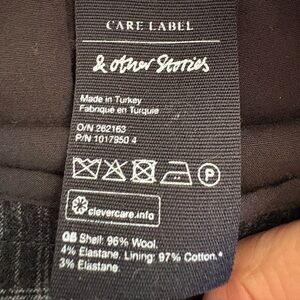 CARE LABEL
& other Stories
Made in Turkey
Fabriqué en Turquie
O/N 262163
P/N 1017950 4
P
clevercare.info
GB Shell: 96% Wool.
4% Elastane. Lining: 97% Cotton.*
3% Elastane.